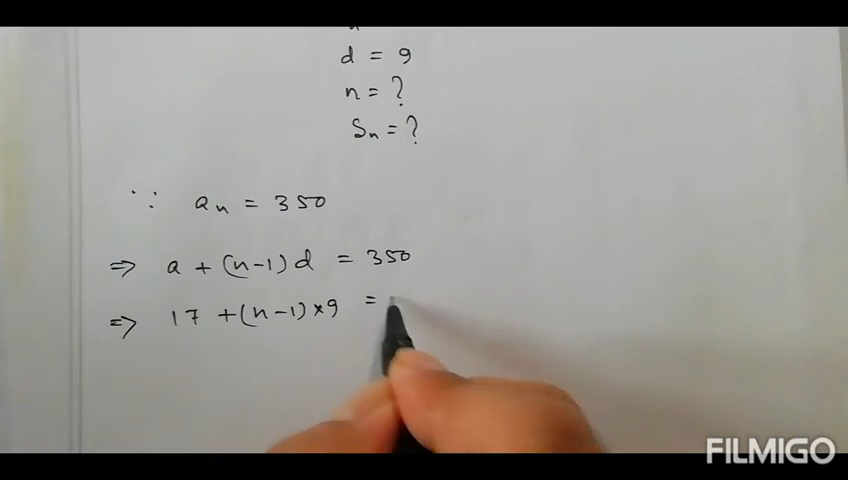 d = 9
n = ?
Sn = ?
∵ an = 350
⇒ a + (n-1) d = 350
⇒ 17 + (n-1) × 9 =
FILMIGO